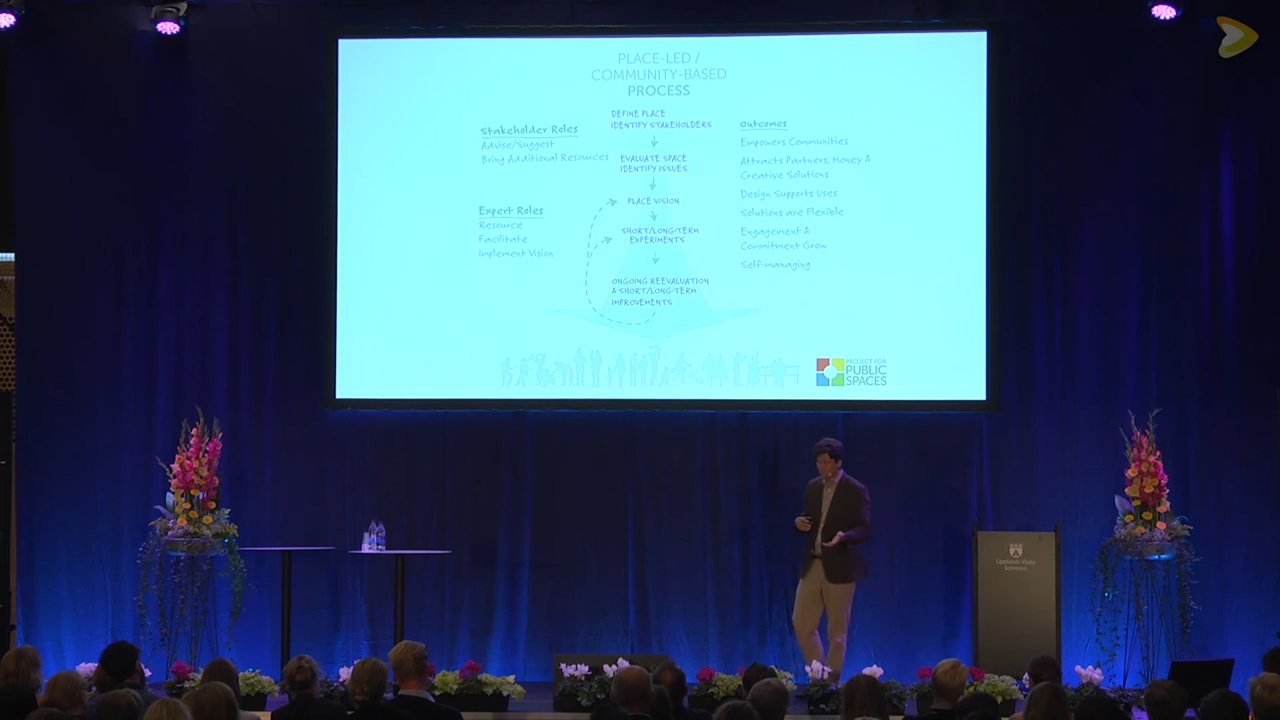 PLACE-LED /
COMMUNITY-BASED
PROCESS
Stakeholder Roles
Advise/Suggest
Bring Additional Resources
Expert Roles
Resource
Facilitate
Implement Vision
DEFINE PLACE
IDENTIFY STAKEHOLDERS
EVALUATE SPACE
IDENTIFY ISSUES
PLACE VISION
SHORT/LONG-TERM
EXPERIMENTS
ONGOING REEVALUATION
& SHORT/LONG-TERM
IMPROVEMENTS
Outcomes
Empowers Communities
Attracts Partners, Money &
Creative Solutions
Design Supports Uses
Solutions are Flexible
Engagement &
Commitment Grow
Self-managing
PROJECT FOR
PUBLIC
SPACES
Upplands Väsby